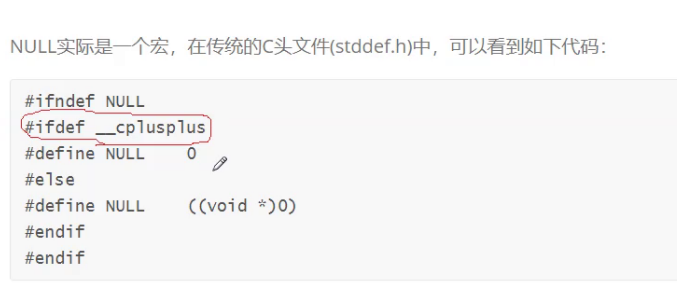 NULL实际是一个宏，在传统的C头文件(stddef.h)中，可以看到如下代码：
#ifndef NULL
#ifdef __cplusplus
#define NULL    0
#else
#define NULL    ((void *)0)
#endif
#endif